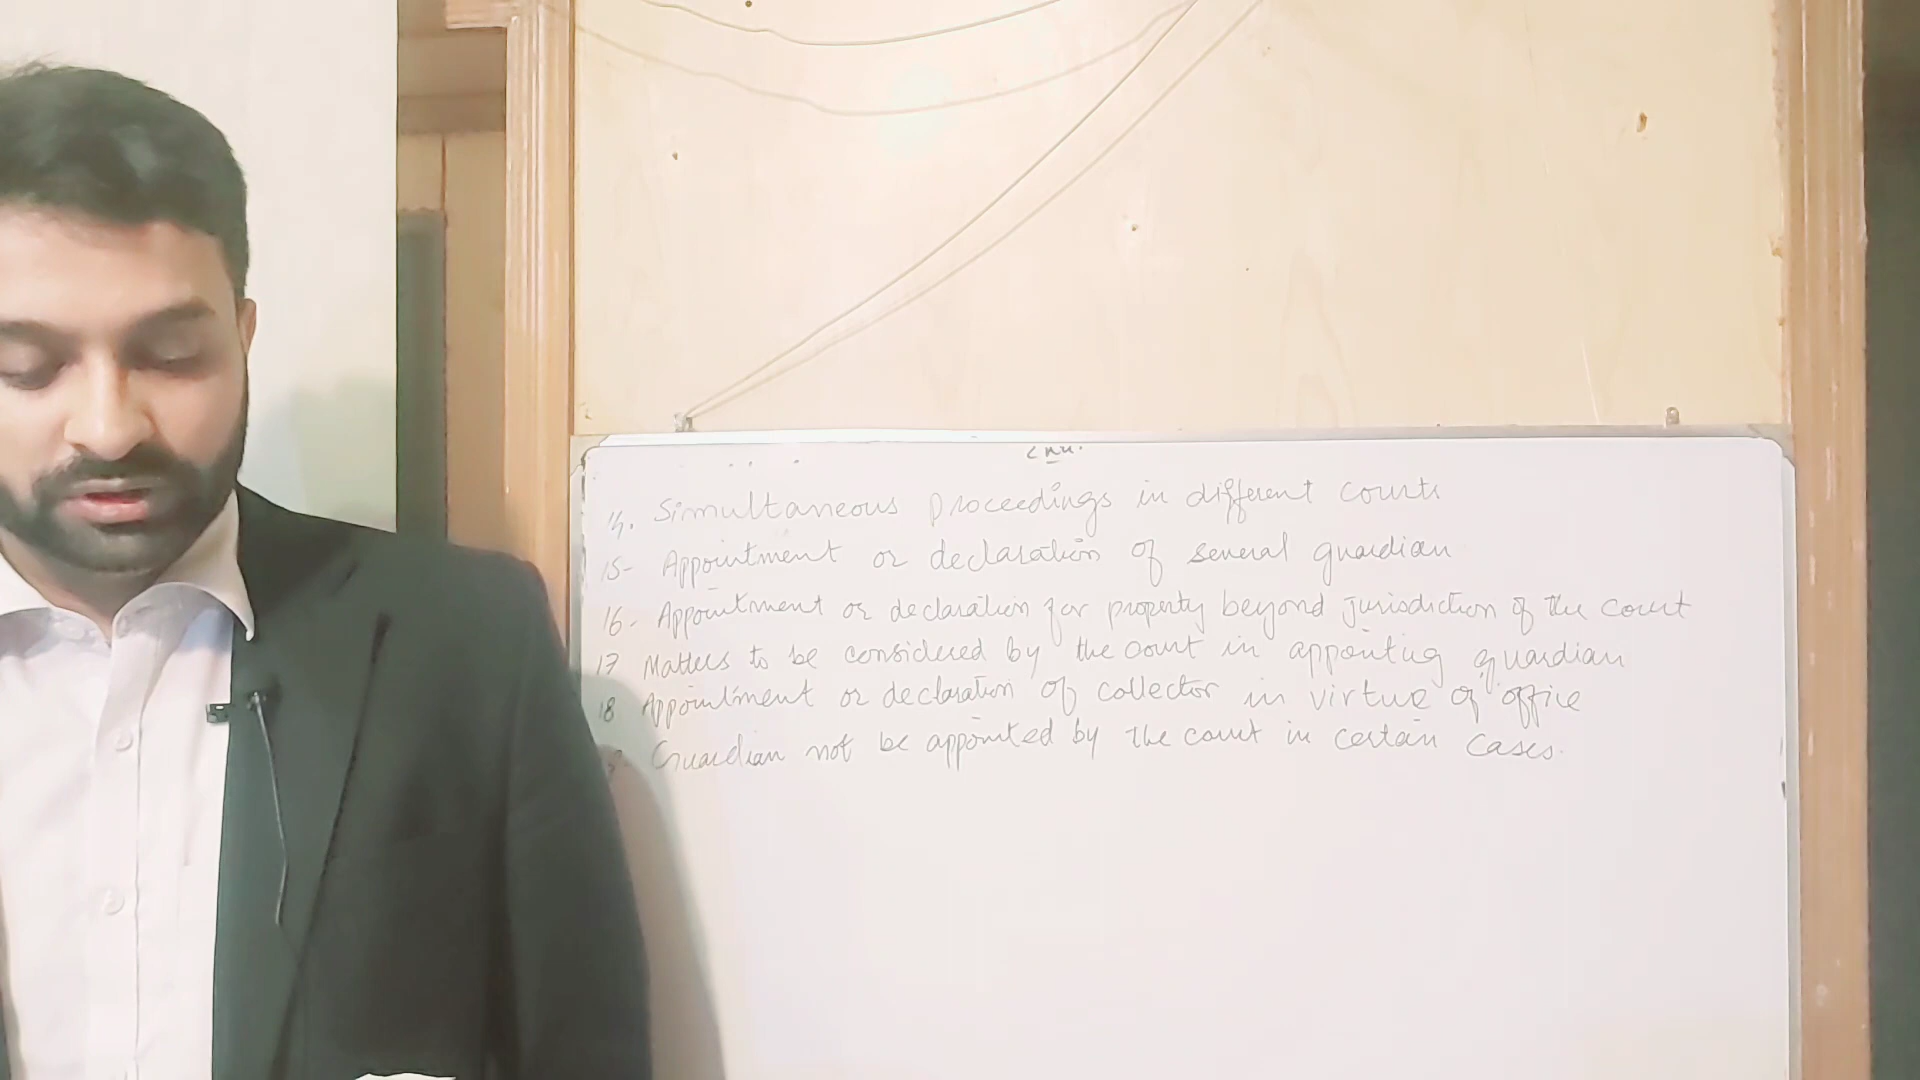 14. Simultaneous proceedings in different courts
15- Appointment or declaration of several guardian
16- Appointment or declaration for property beyond jurisdiction of the court
17 Matters to be considered by the court in appointing guardian
18 Appointment or declaration of collector in virtue of office
Guardian not be appointed by the court in certain cases.